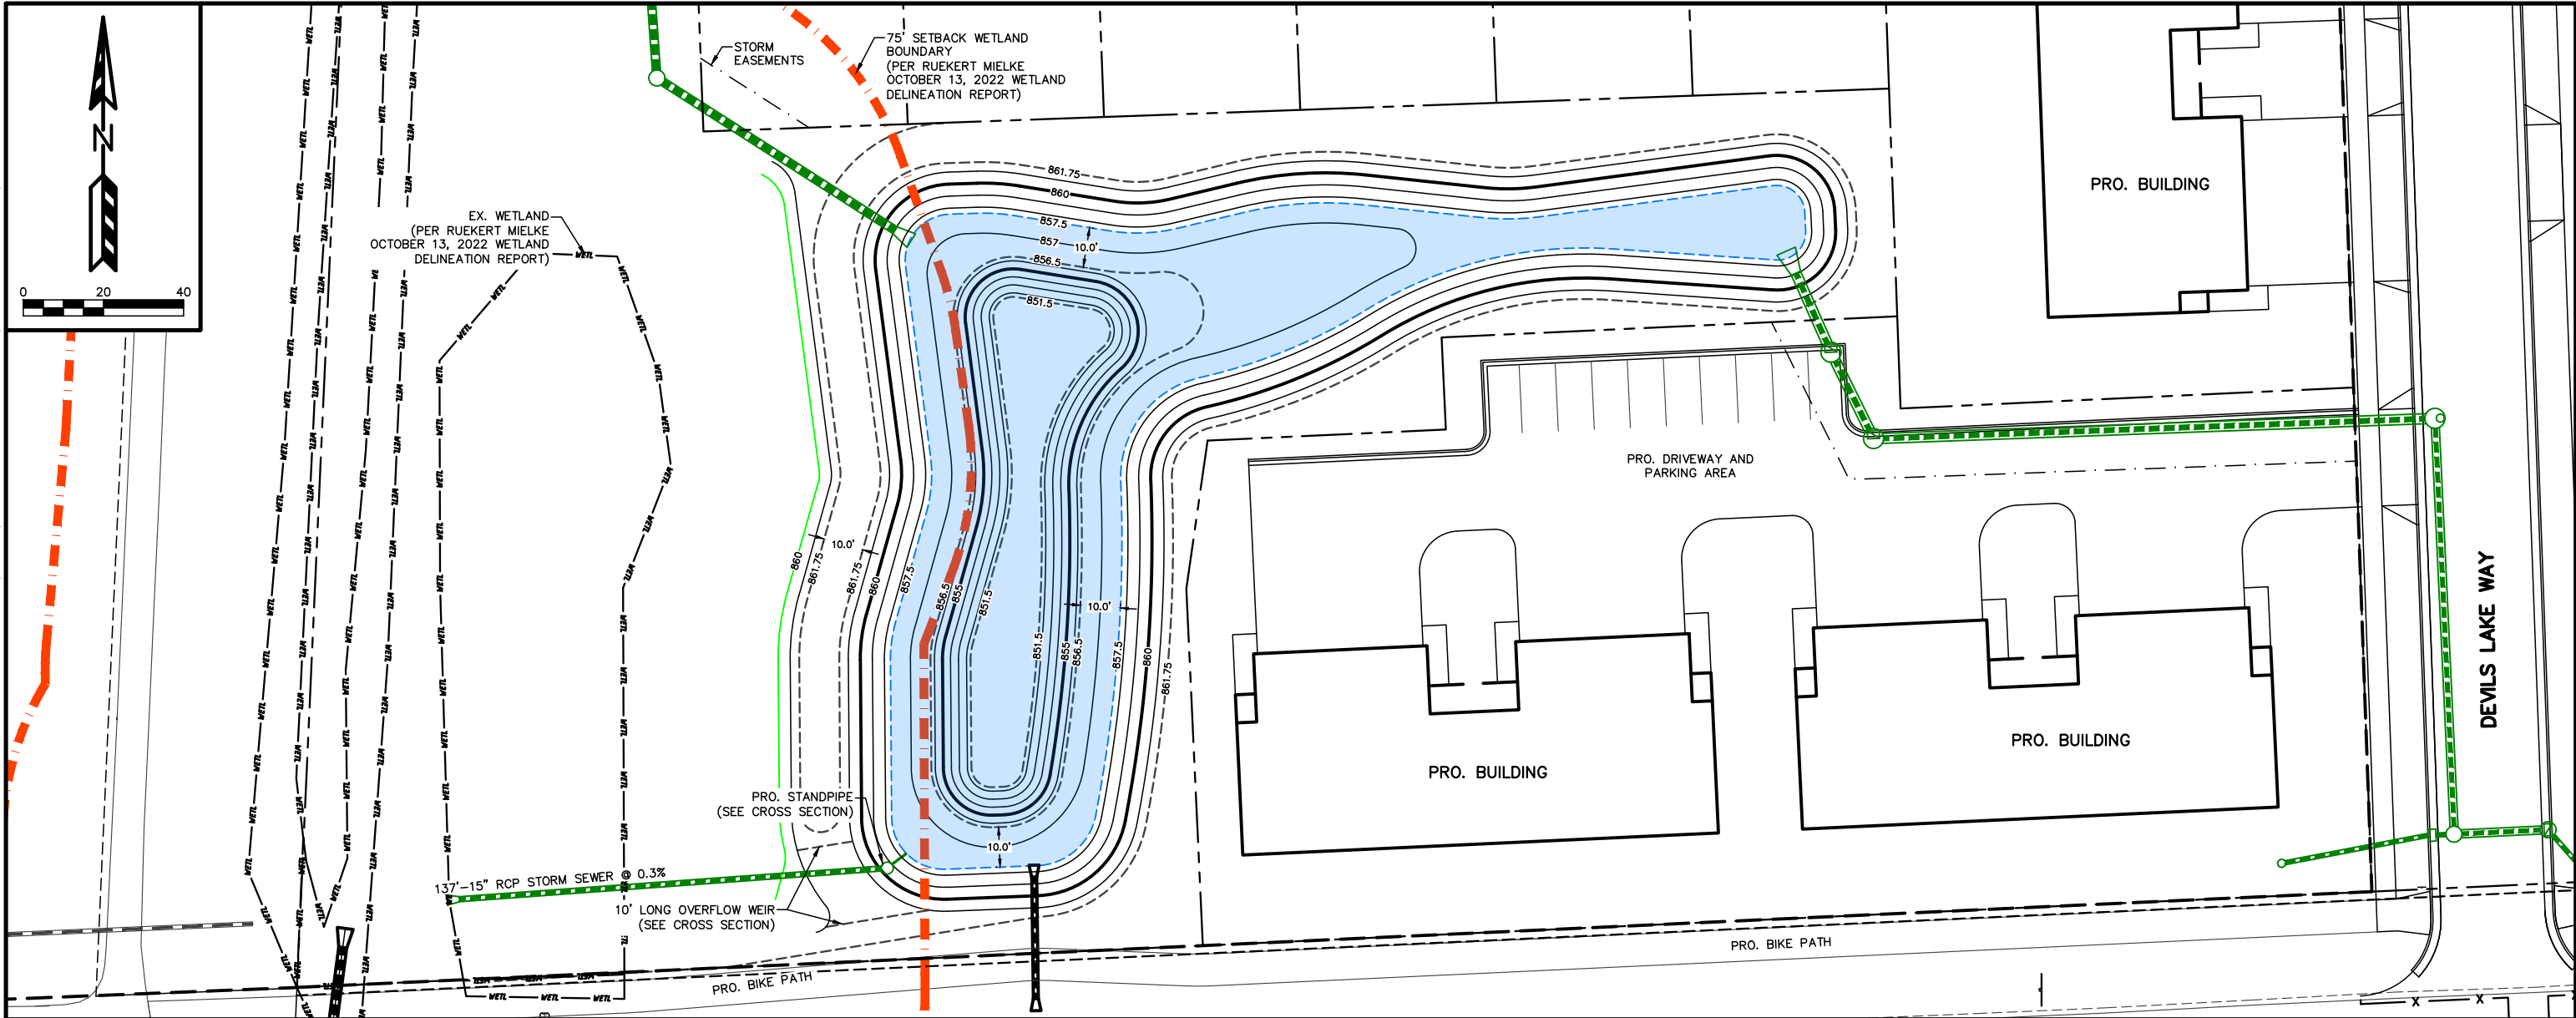 N
0 20 40
STORM
EASEMENTS
75' SETBACK WETLAND
BOUNDARY
(PER RUEKERT MIELKE
OCTOBER 13, 2022 WETLAND
DELINEATION REPORT)
EX. WETLAND
(PER RUEKERT MIELKE
OCTOBER 13, 2022 WETLAND
DELINEATION REPORT)
WETL
861.75
860
857.5
857
10.0'
856.5
851.5
PRO. BUILDING
PRO. DRIVEWAY AND
PARKING AREA
DEVILS LAKE WAY
860
861.75
10.0'
861.75
860
857.5
856.5
855
851.5
851.5
855
856.5
10.0'
857.5
860
861.75
PRO. BUILDING
PRO. BUILDING
PRO. STANDPIPE
(SEE CROSS SECTION)
10.0'
137'-15" RCP STORM SEWER @ 0.3%
10' LONG OVERFLOW WEIR
(SEE CROSS SECTION)
PRO. BIKE PATH
PRO. BIKE PATH
X X